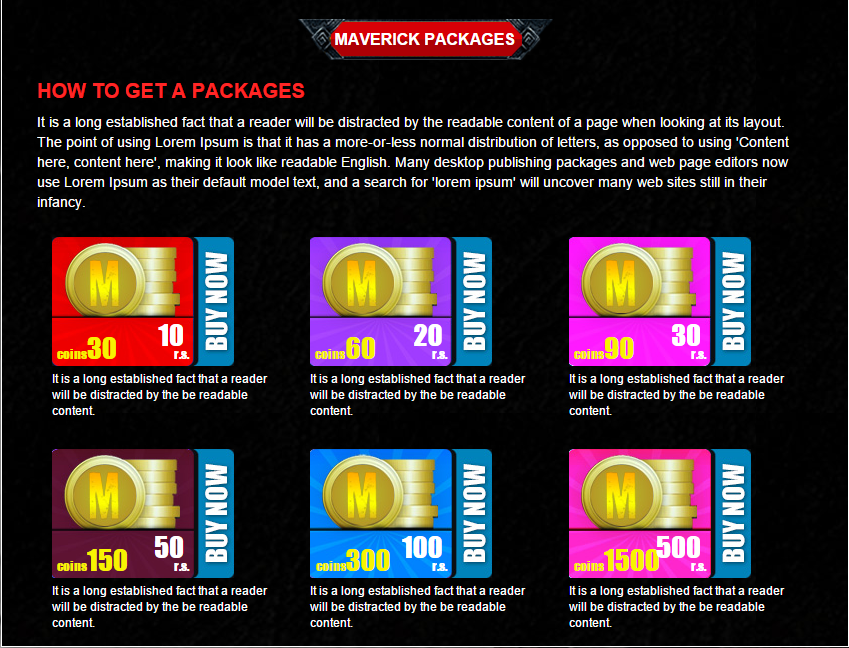 MAVERICK PACKAGES
HOW TO GET A PACKAGES
It is a long established fact that a reader will be distracted by the readable content of a page when looking at its layout.
The point of using Lorem Ipsum is that it has a more-or-less normal distribution of letters, as opposed to using 'Content
here, content here', making it look like readable English. Many desktop publishing packages and web page editors now
use Lorem Ipsum as their default model text, and a search for 'lorem ipsum' will uncover many web sites still in their
infancy.
M
coins30
10
r.s.
BUY NOW
It is a long established fact that a reader
will be distracted by the be readable
content.
M
coins60
20
r.s.
BUY NOW
It is a long established fact that a reader
will be distracted by the be readable
content.
M
coins90
30
r.s.
BUY NOW
It is a long established fact that a reader
will be distracted by the be readable
content.
M
coins150
50
r.s.
BUY NOW
It is a long established fact that a reader
will be distracted by the be readable
content.
M
coins300
100
r.s.
BUY NOW
It is a long established fact that a reader
will be distracted by the be readable
content.
M
coins1500
500
r.s.
BUY NOW
It is a long established fact that a reader
will be distracted by the be readable
content.